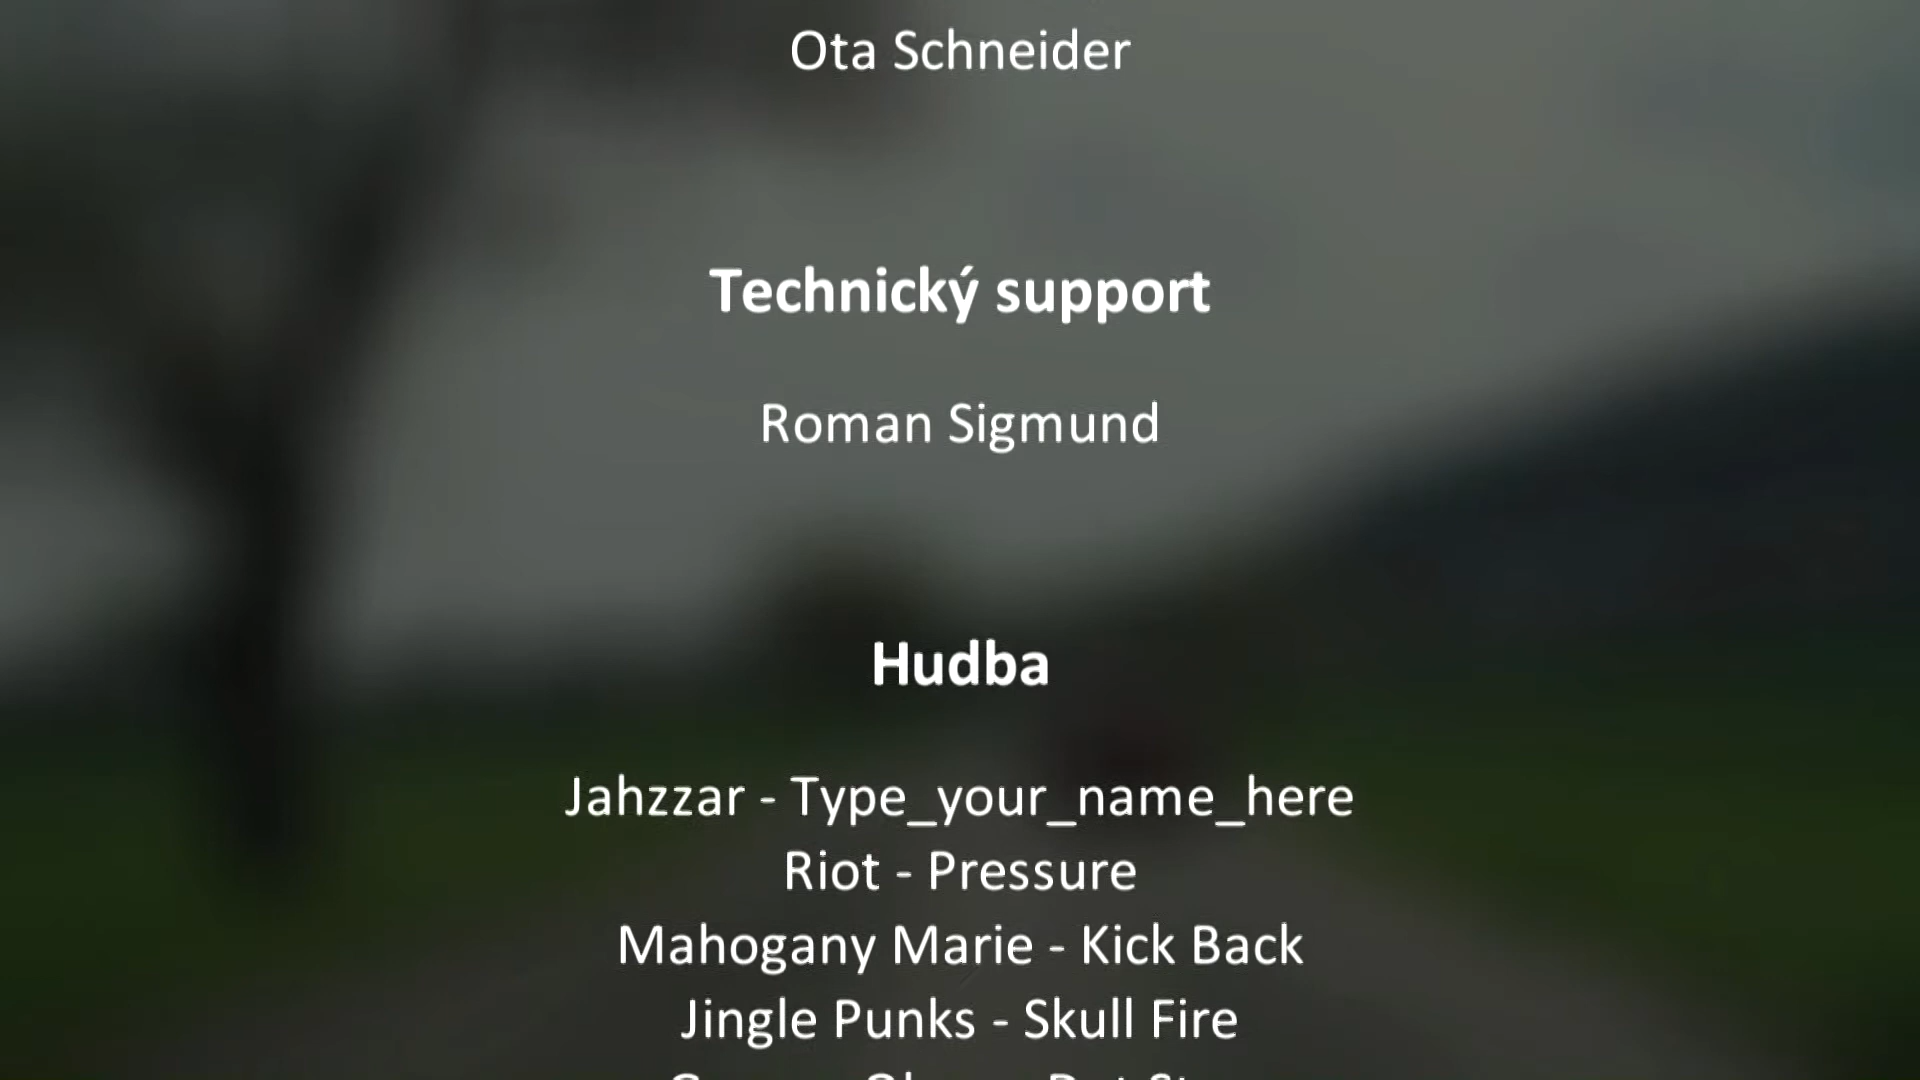 Ota Schneider
Technický support
Roman Sigmund
Hudba
Jahzzar - Type_your_name_here
Riot - Pressure
Mahogany Marie - Kick Back
Jingle Punks - Skull Fire